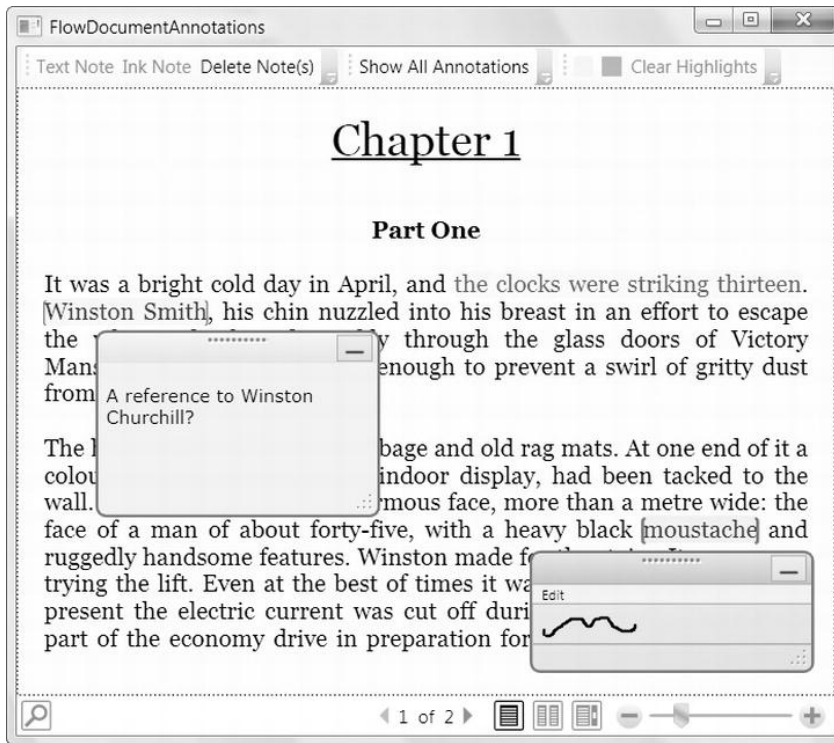 FlowDocumentAnnotations
Text Note Ink Note Delete Note(s) Show All Annotations Clear Highlights
Chapter 1
Part One
It was a bright cold day in April, and the clocks were striking thirteen.
Winston Smith, his chin nuzzled into his breast in an effort to escape
the through the glass doors of Victory
enough to prevent a swirl of gritty dust
from
A reference to Winston
Churchill?
The and old rag mats. At one end of it a
indoor display, had been tacked to the
wall. face, more than a metre wide: the
face of a man of about forty-five, with a heavy black moustache and
ruggedly handsome features. Winston made
trying the lift. Even at the best of times it
present the electric current was cut off
part of the economy drive in preparation for
Edit
1 of 2